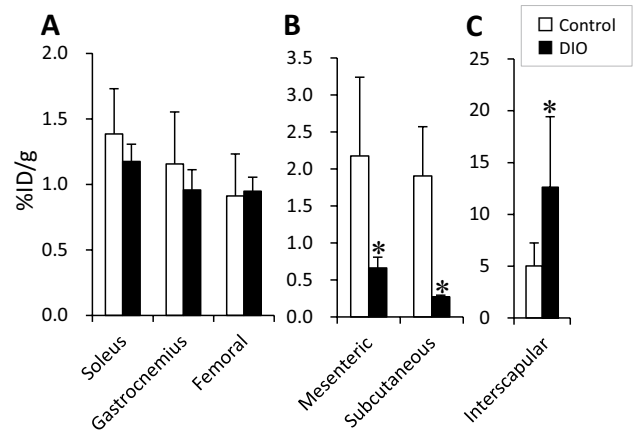 A
B
C
Control
DIO
%ID/g
2.0
1.5
1.0
0.5
0.0
Soleus
Gastrocnemius
Femoral
3.5
3.0
2.5
2.0
1.5
1.0
0.5
0.0
*
*
Mesenteric
Subcutaneous
25
20
15
10
5
0
*
Interscapular